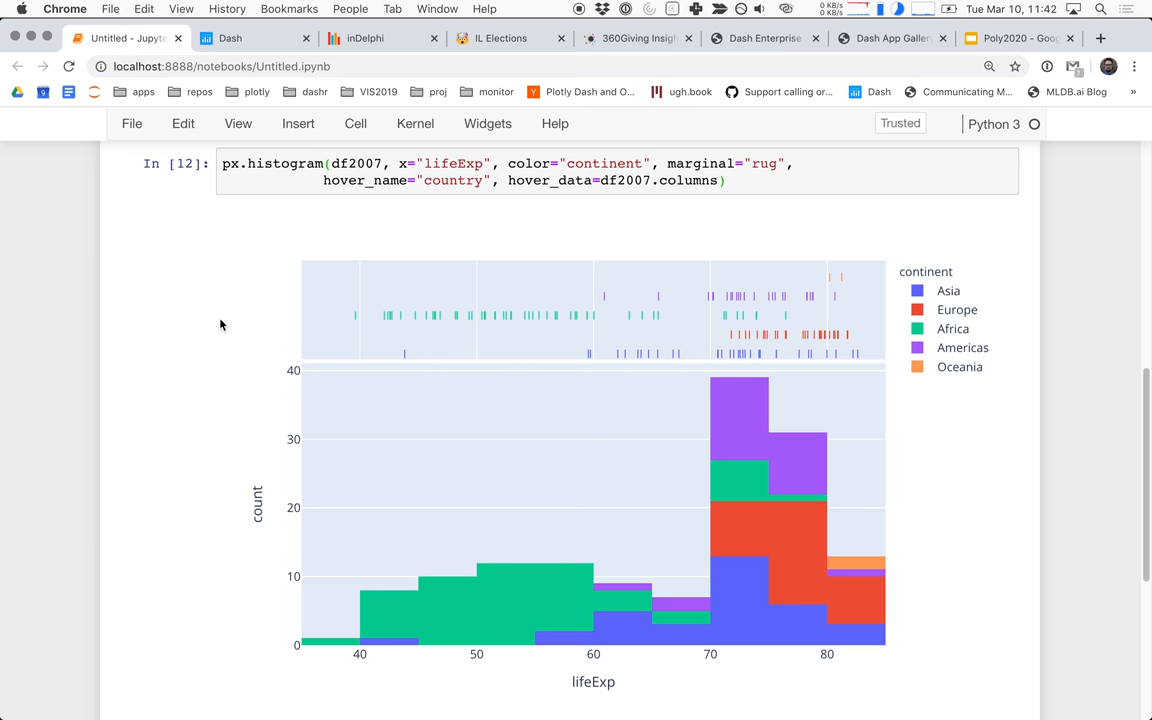 Chrome File Edit View History Bookmarks People Tab Window Help 0 KB/s 0 KB/s Tue Mar 10, 11:42
Untitled - Jupyte Dash inDelphi IL Elections 360Giving Insigh Dash Enterprise Dash App Galler Poly2020 - Goog
localhost:8888/notebooks/Untitled.ipynb
apps repos plotly dashr VIS2019 proj monitor Plotly Dash and O... ugh.book Support calling or... Dash Communicating M... MLDB.ai Blog »
File Edit View Insert Cell Kernel Widgets Help Trusted Python 3
In [12]: px.histogram(df2007, x="lifeExp", color="continent", marginal="rug",
hover_name="country", hover_data=df2007.columns)
continent
Asia
Europe
Africa
Americas
Oceania
40
30
20
10
0
count
40 50 60 70 80
lifeExp